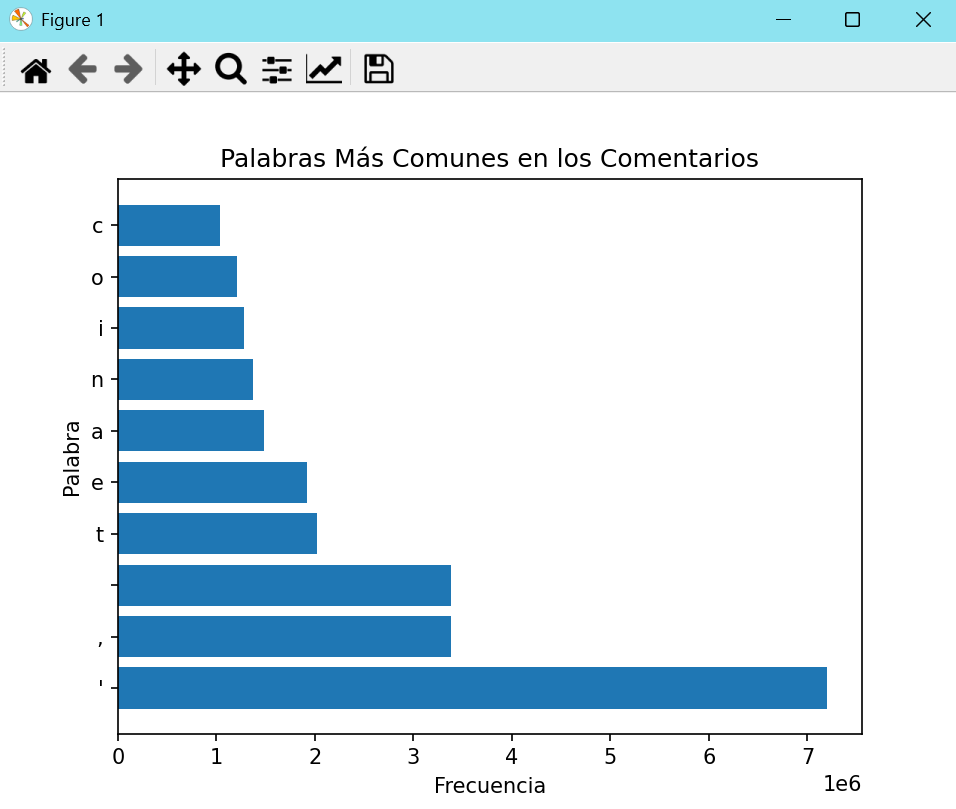 Figure 1
Palabras Más Comunes en los Comentarios
c
o
i
n
a
e
t
,
'
Palabra
0 1 2 3 4 5 6 7
1e6
Frecuencia